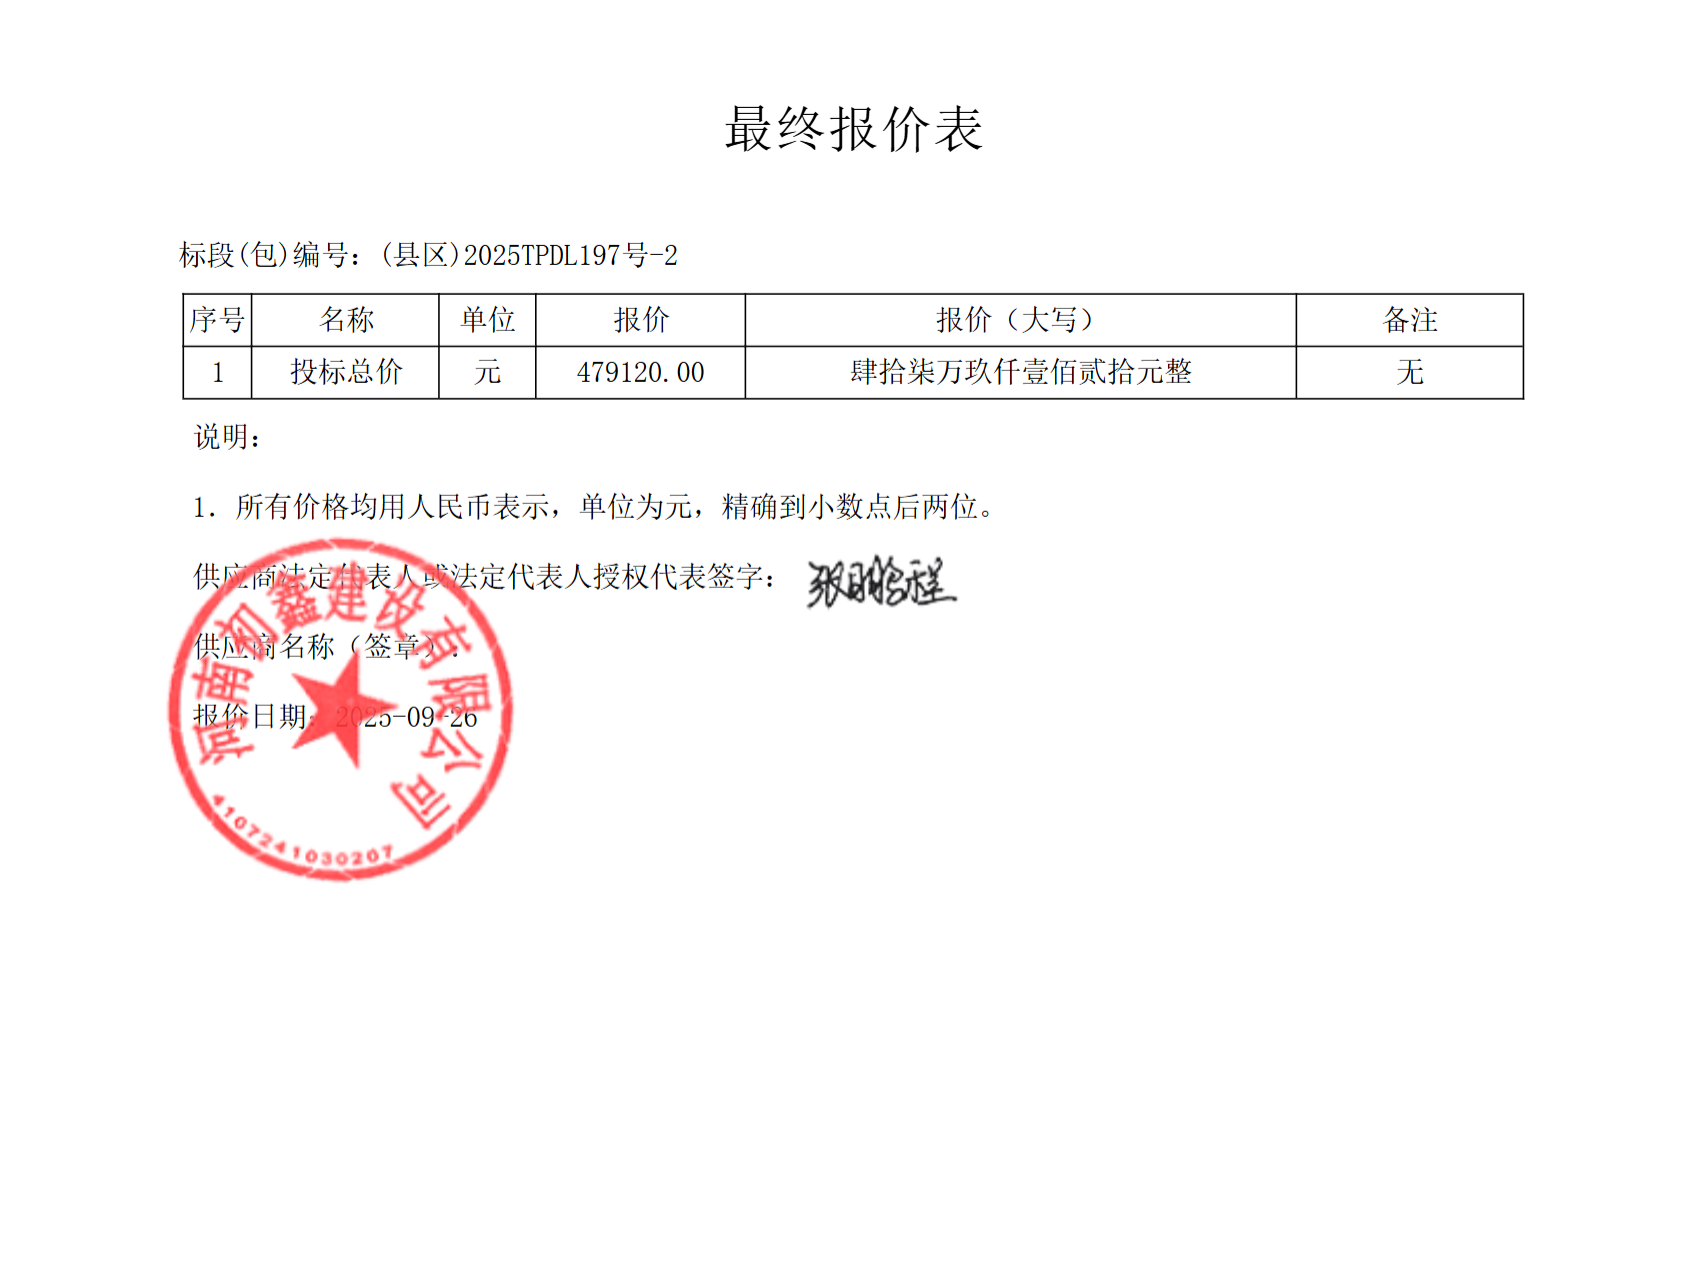 最终报价表
标段(包)编号：(县区)2025TPDL197号-2
序号 名称 单位 报价 报价（大写） 备注
1 投标总价 元 479120.00 肆拾柒万玖仟壹佰贰拾元整 无
说明：
1. 所有价格均用人民币表示，单位为元，精确到小数点后两位。
供应商法定代表人或法定代表人授权代表签字：
供应商名称（签章）：
报价日期：2025-09-26
河南初鑫建设有限公司
4107241030207